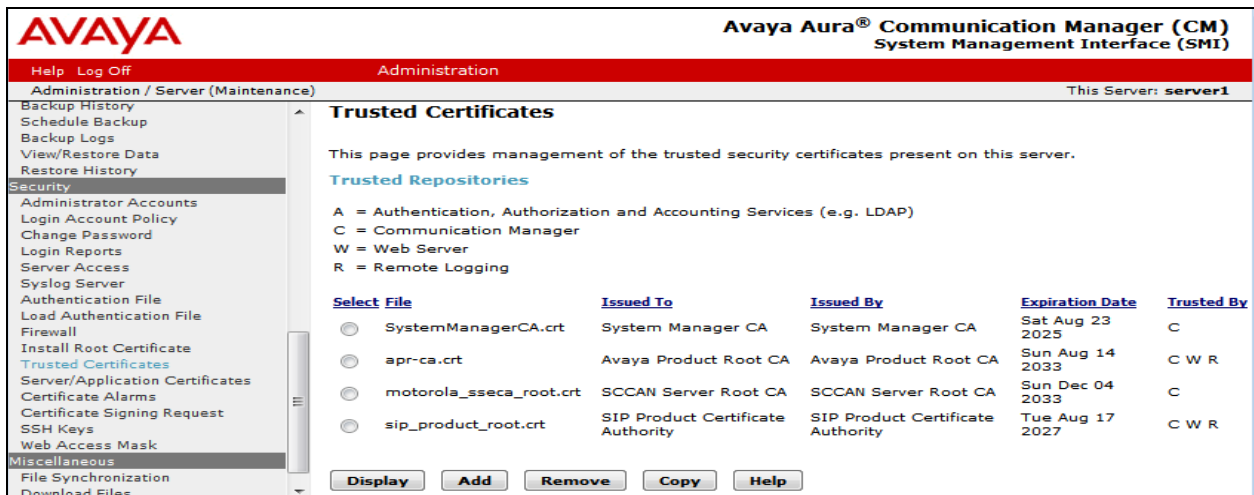 AVAYA
Avaya Aura® Communication Manager (CM)
System Management Interface (SMI)
Help Log Off
Administration
Administration / Server (Maintenance)
This Server: server1
Backup History
Schedule Backup
Backup Logs
View/Restore Data
Restore History
Security
Administrator Accounts
Login Account Policy
Change Password
Login Reports
Server Access
Syslog Server
Authentication File
Load Authentication File
Firewall
Install Root Certificate
Trusted Certificates
Server/Application Certificates
Certificate Alarms
Certificate Signing Request
SSH Keys
Web Access Mask
Miscellaneous
File Synchronization
Download Files
Trusted Certificates
This page provides management of the trusted security certificates present on this server.
Trusted Repositories
A = Authentication, Authorization and Accounting Services (e.g. LDAP)
C = Communication Manager
W = Web Server
R = Remote Logging
Select File Issued To Issued By Expiration Date Trusted By
SystemManagerCA.crt System Manager CA System Manager CA Sat Aug 23 2025 C
apr-ca.crt Avaya Product Root CA Avaya Product Root CA Sun Aug 14 2033 C W R
motorola_sseca_root.crt SCCAN Server Root CA SCCAN Server Root CA Sun Dec 04 2033 C
sip_product_root.crt SIP Product Certificate Authority SIP Product Certificate Authority Tue Aug 17 2027 C W R
Display Add Remove Copy Help